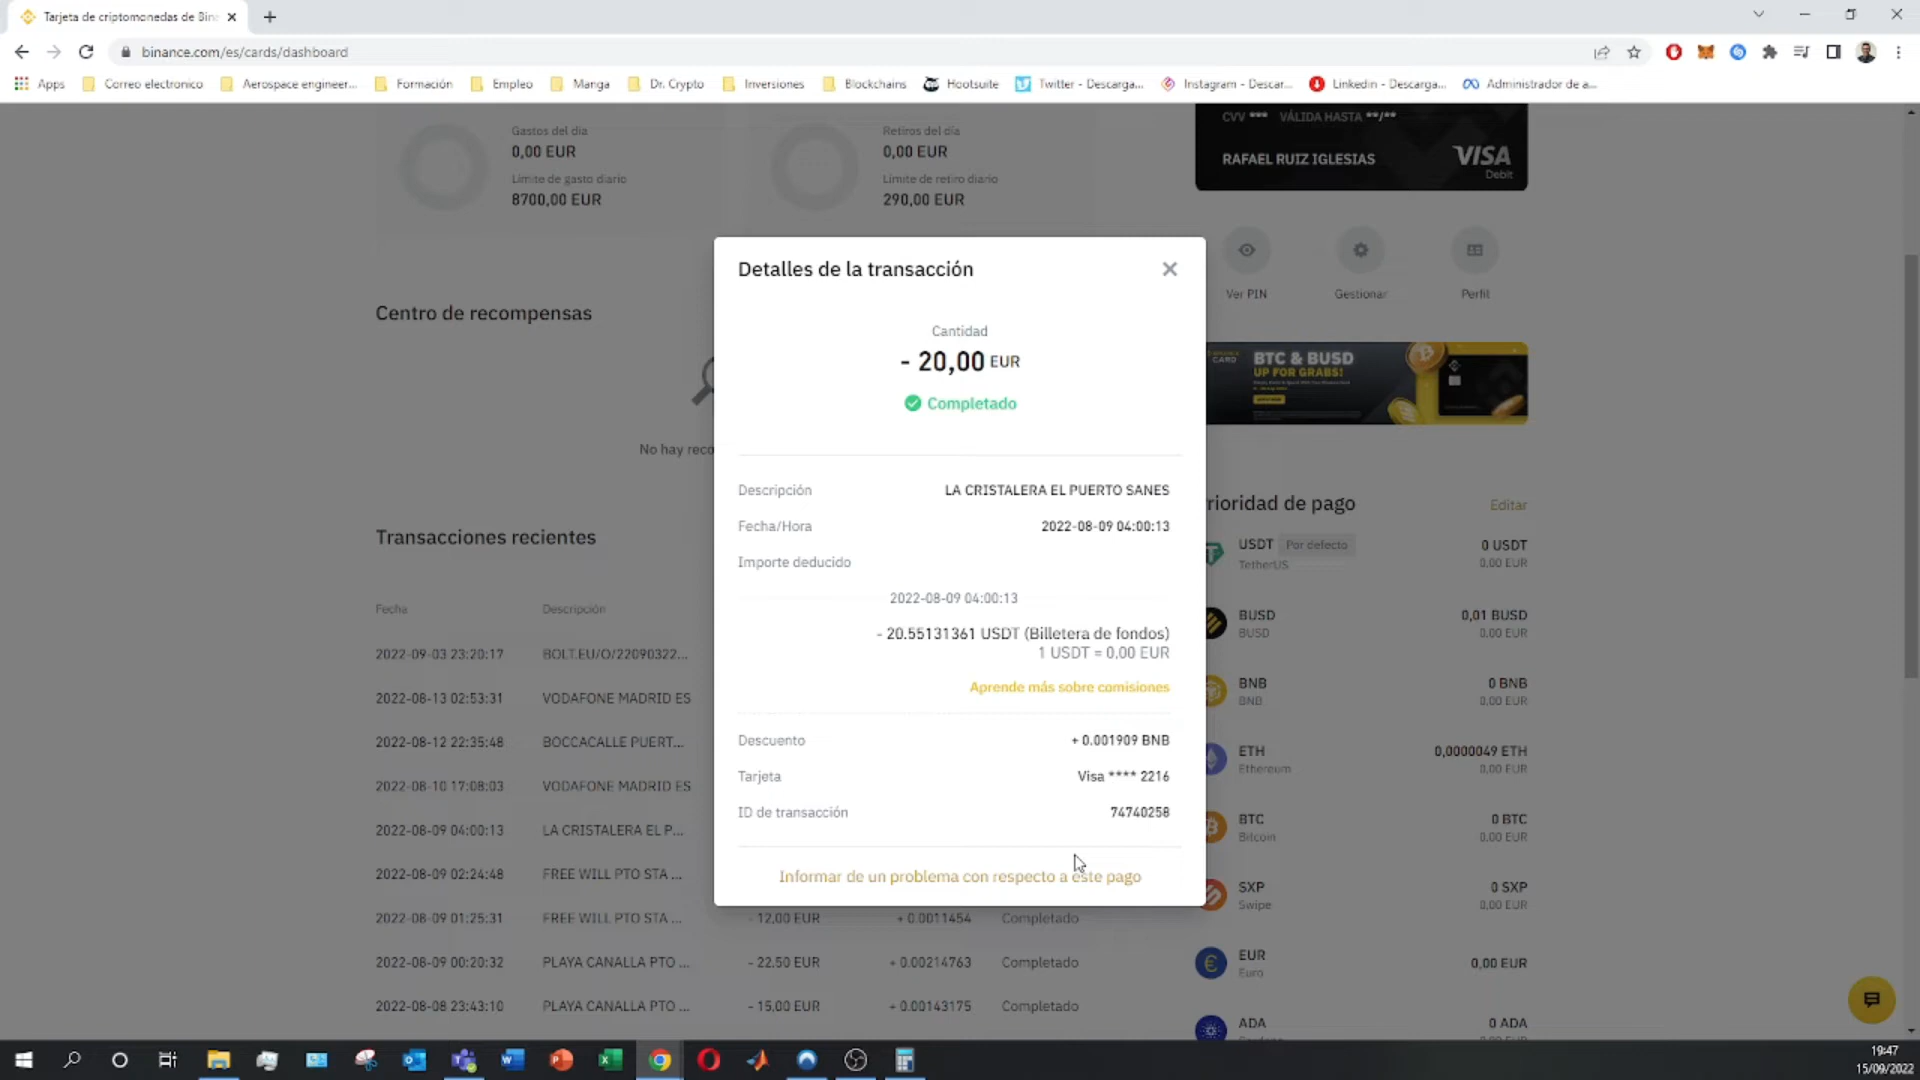 Tarjeta de criptomonedas de Bin
binance.com/es/cards/dashboard
Apps
Correo electronico
Aerospace engineer...
Formación
Empleo
Manga
Dr. Crypto
Inversiones
Blockchains
Hootsuite
Twitter - Descarga...
Instagram - Descar...
Linkedin - Descarga...
Administrador de a...
Gastos del día
0,00 EUR
Límite de gasto diario
8700,00 EUR
Retiros del día
0,00 EUR
Límite de retiro diario
290,00 EUR
CVV *** VÁLIDA HASTA **/**
RAFAEL RUIZ IGLESIAS
VISA
Debit
Ver PIN
Gestionar
Perfil
Centro de recompensas
No hay reco
BTC & BUSD
UP FOR GRABS!
Detalles de la transacción
Cantidad
- 20,00 EUR
Completado
Descripción
LA CRISTALERA EL PUERTO SANES
Fecha/Hora
2022-08-09 04:00:13
Importe deducido
2022-08-09 04:00:13
- 20.55131361 USDT (Billetera de fondos)
1 USDT = 0,00 EUR
Aprende más sobre comisiones
Descuento
+ 0.001909 BNB
Tarjeta
Visa **** 2216
ID de transacción
74740258
Informar de un problema con respecto a este pago
Transacciones recientes
Fecha
Descripción
2022-09-03 23:20:17
BOLT.EU/O/22090322...
2022-08-13 02:53:31
VODAFONE MADRID ES
2022-08-12 22:35:48
BOCCACALLE PUERT...
2022-08-10 17:08:03
VODAFONE MADRID ES
2022-08-09 04:00:13
LA CRISTALERA EL P...
2022-08-09 02:24:48
FREE WILL PTO STA ...
2022-08-09 01:25:31
FREE WILL PTO STA ...
- 12,00 EUR
+ 0.0011454
Completado
2022-08-09 00:20:32
PLAYA CANALLA PTO ...
- 22,50 EUR
+ 0.00214763
Completado
2022-08-08 23:43:10
PLAYA CANALLA PTO ...
- 15,00 EUR
+ 0.00143175
Completado
rioridad de pago
Editar
USDT Por defecto
TetherUS
0 USDT
0,00 EUR
BUSD
BUSD
0,01 BUSD
0,00 EUR
BNB
BNB
0 BNB
0,00 EUR
ETH
Ethereum
0,0000049 ETH
0,00 EUR
BTC
Bitcoin
0 BTC
0,00 EUR
SXP
Swipe
0 SXP
0,00 EUR
EUR
Euro
0,00 EUR
ADA
0 ADA
19:47
15/09/2022